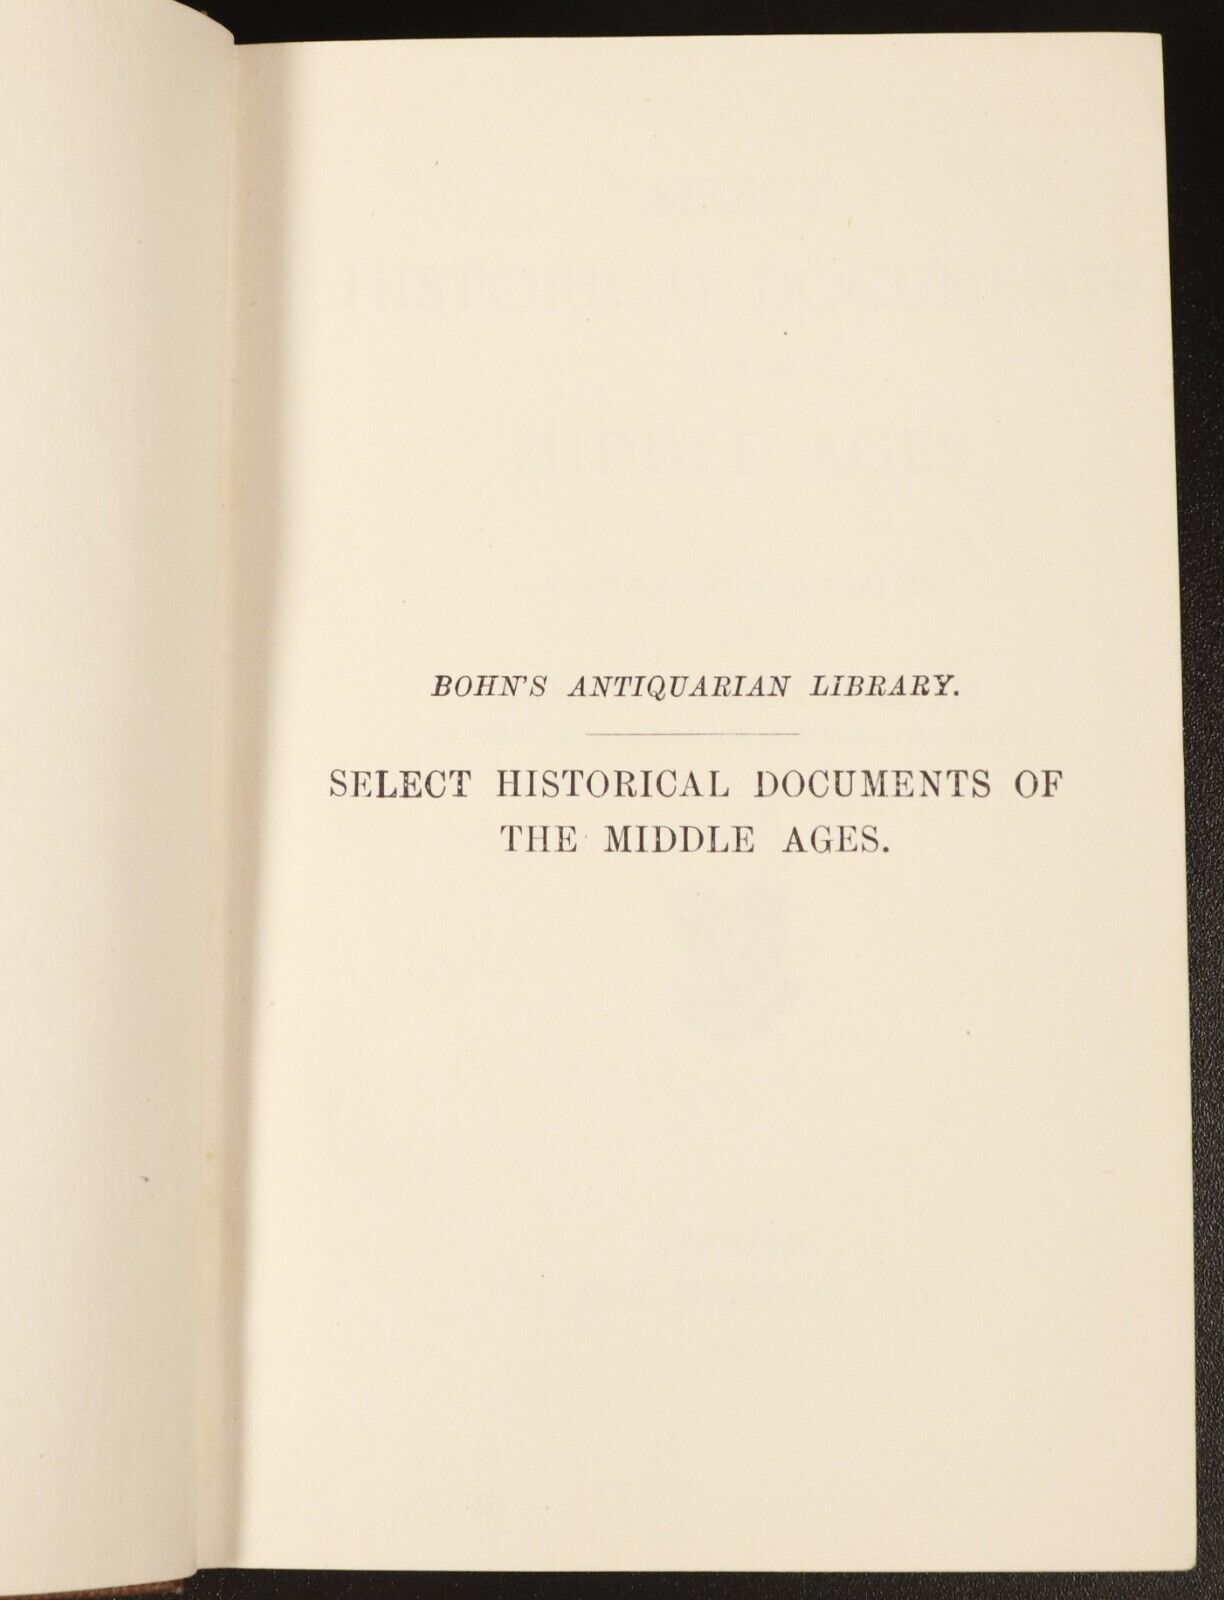 BOHN'S ANTIQUARIAN LIBRARY.
SELECT HISTORICAL DOCUMENTS OF
THE MIDDLE AGES.